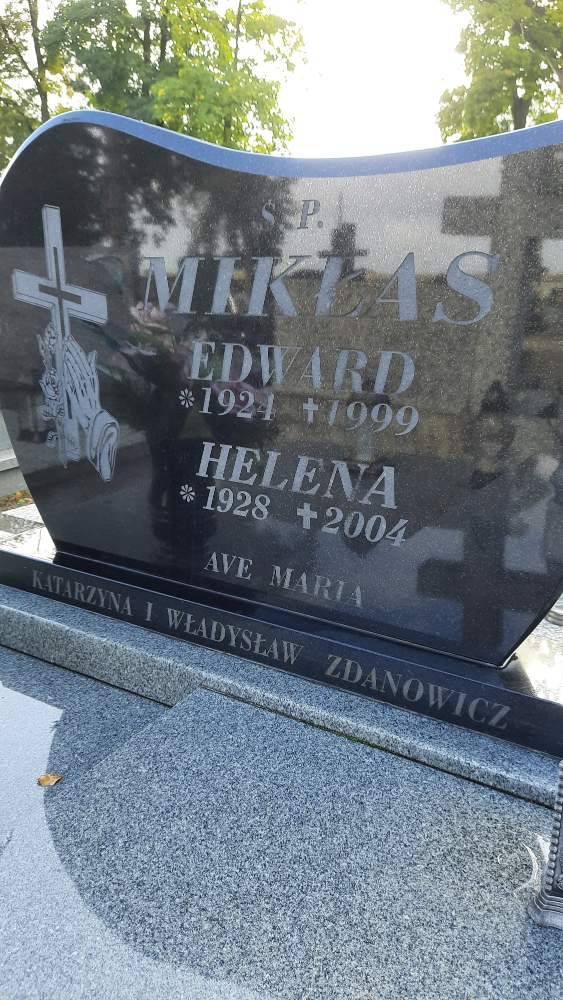 Ś. P.
MIKŁAS
EDWARD
*1924 +1999
HELENA
*1928 +2004
AVE MARIA
KATARZYNA I WŁADYSŁAW ZDANOWICZ